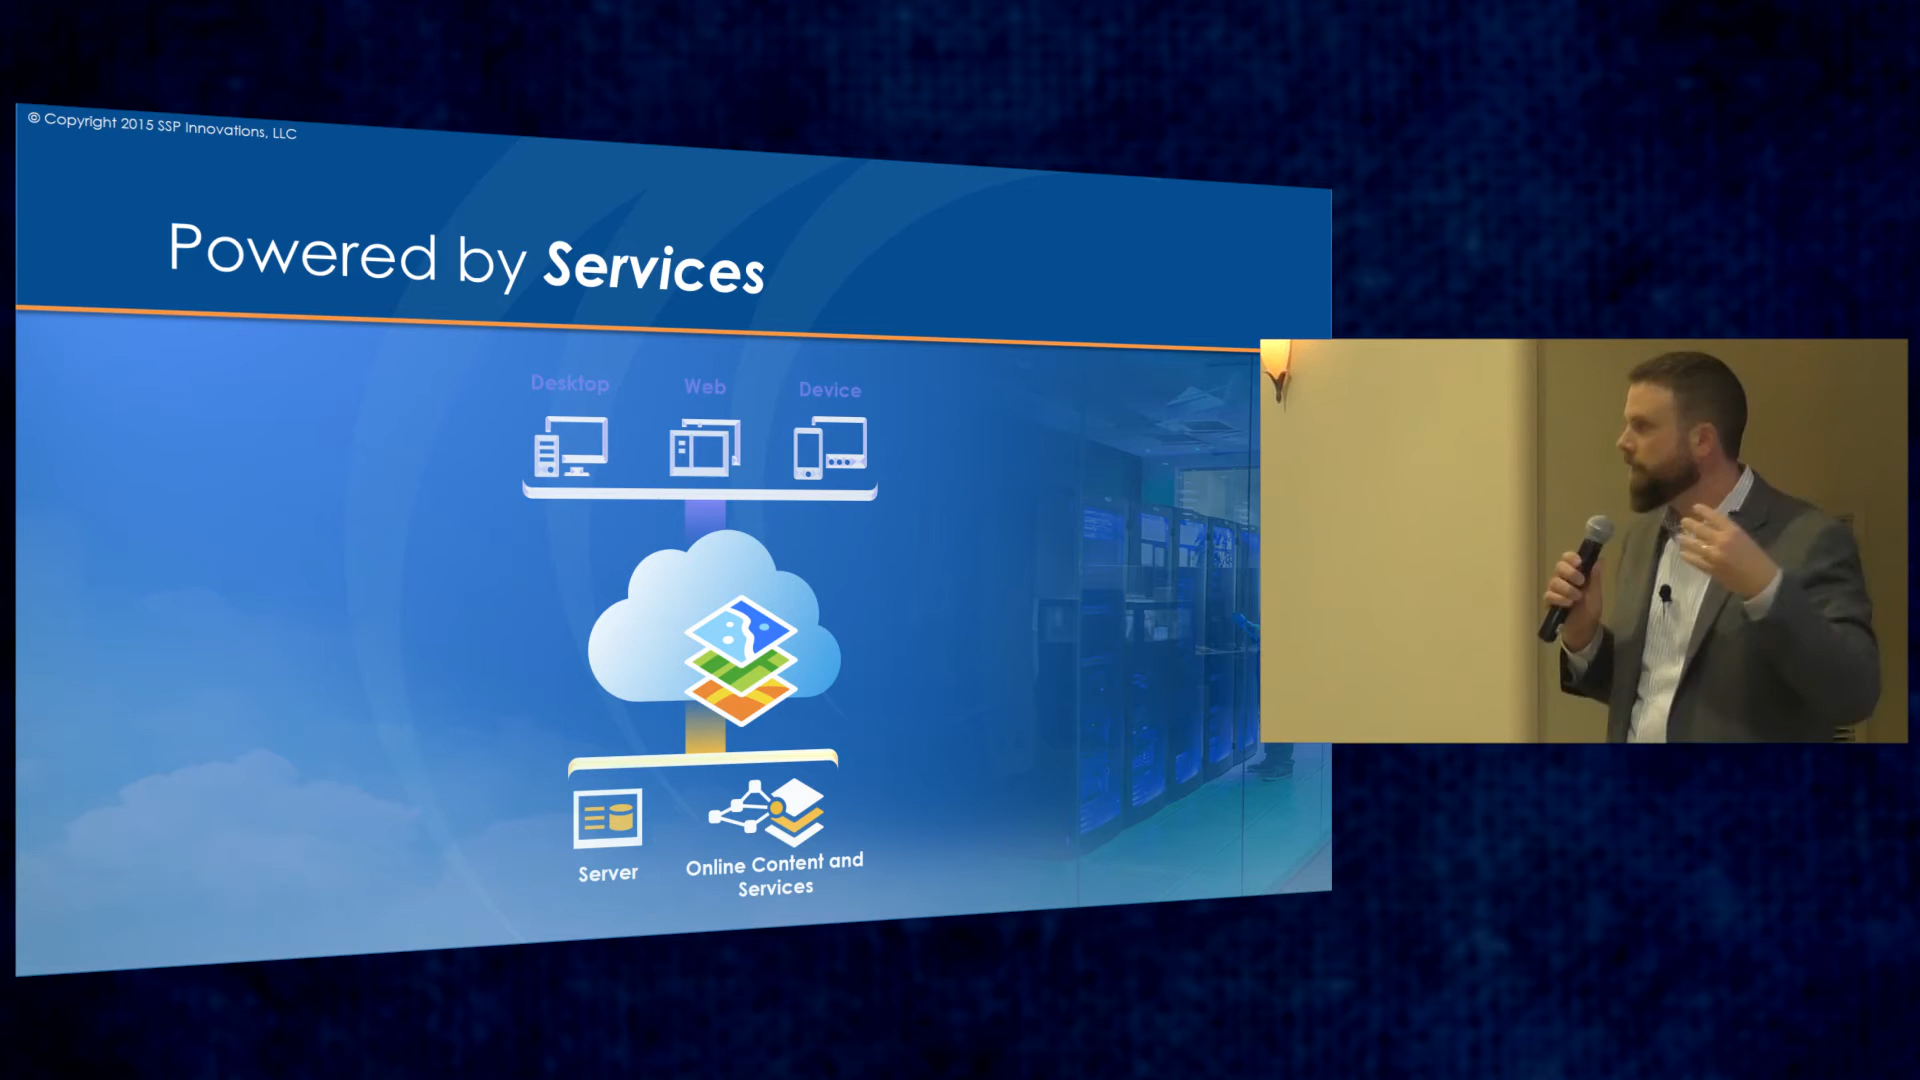 © Copyright 2015 SSP Innovations, LLC
Powered by Services
Desktop
Web
Device
Server
Online Content and
Services